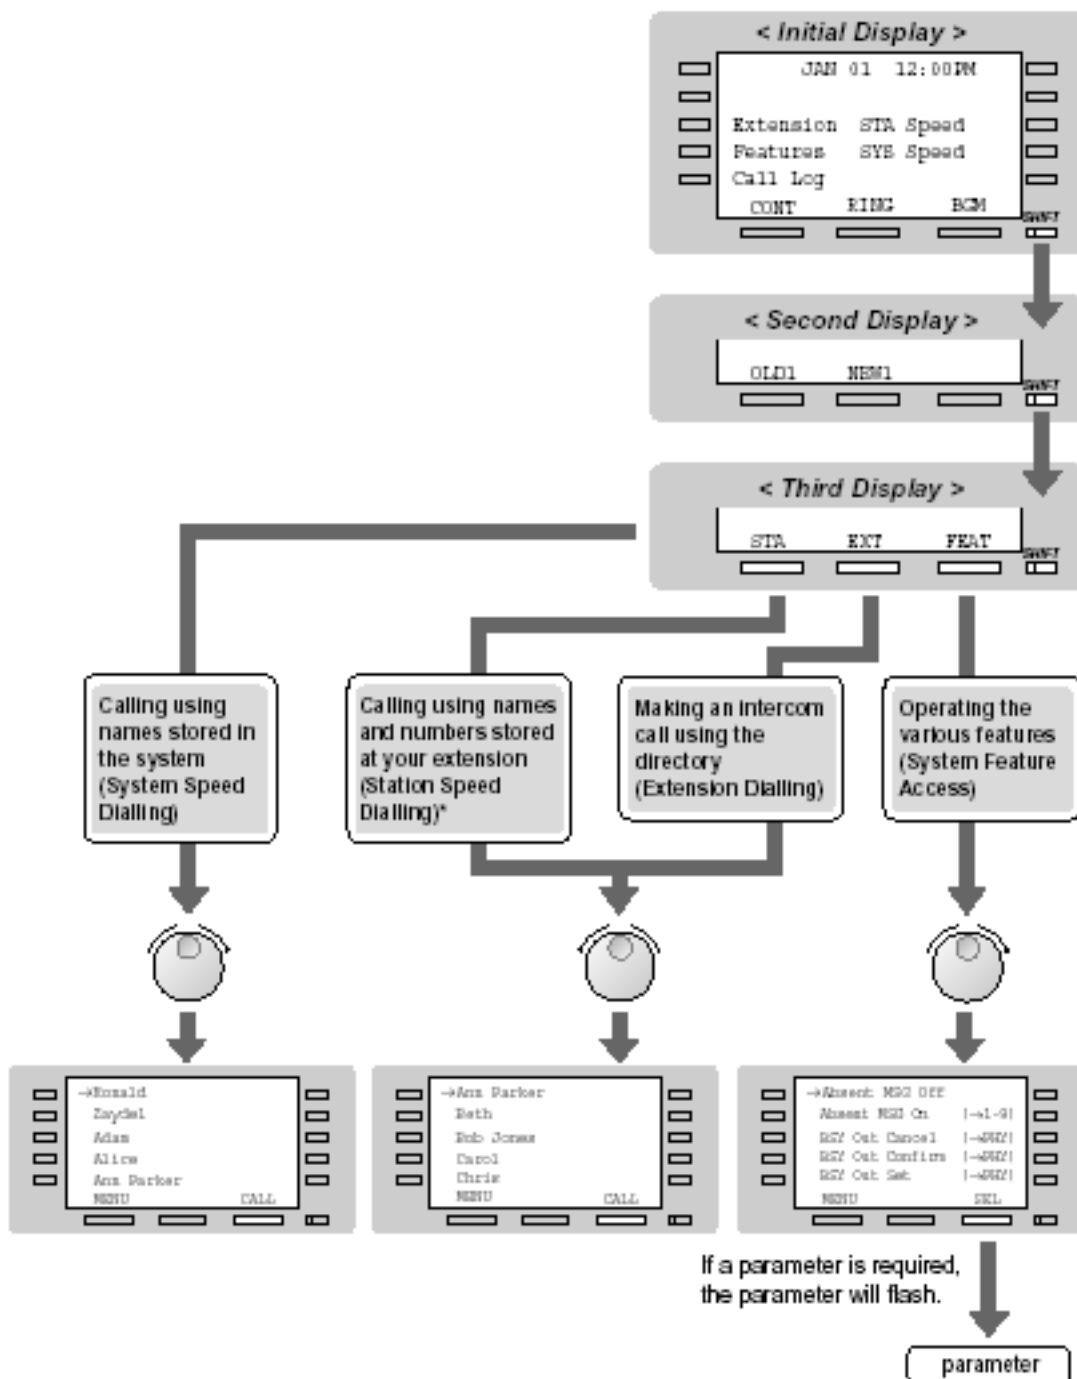 < Initial Display >
JAN 01 12:00PM
Extension STA Speed
Features SYS Speed
Call Log
CONT RING BGM
SHIFT
< Second Display >
OLD1 NEW1
SHIFT
< Third Display >
STA EXT FEAT
SHIFT
Calling using
names stored in
the system
(System Speed
Dialling)
Calling using names
and numbers stored
at your extension
(Station Speed
Dialling)*
Making an intercom
call using the
directory
(Extension Dialling)
Operating the
various features
(System Feature
Access)
→Ronald
Zaydel
Adam
Alice
Ann Parker
MENU CALL
→Ann Parker
Beth
Bob Jones
Carol
Chris
MENU CALL
→Absent MSG Off
Absent MSG On (→1-9)
BSY Out Cancel
BSY Out Confirm
BSY Out Set
MENU SEL
If a parameter is required,
the parameter will flash.
parameter